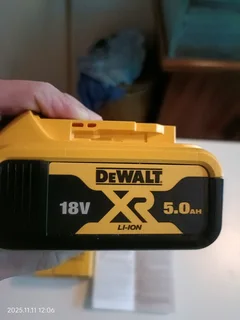 DEWALT
18V XR 5.0AH
LI-ION
2025.11.11 12:06